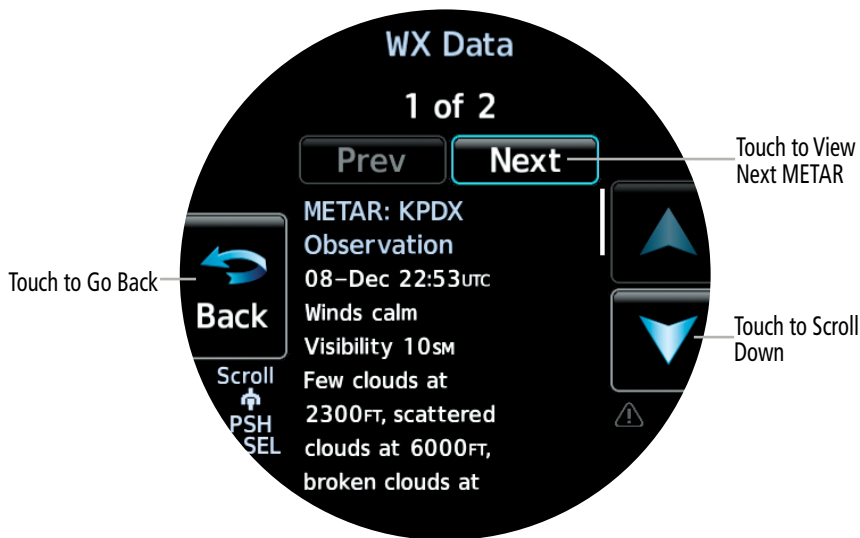 WX Data
1 of 2
Prev
Next
Touch to View
Next METAR
METAR: KPDX
Observation
08-Dec 22:53UTC
Winds calm
Visibility 10SM
Few clouds at
2300FT, scattered
clouds at 6000FT,
broken clouds at
Touch to Go Back
Back
Scroll
PSH
SEL
Touch to Scroll
Down